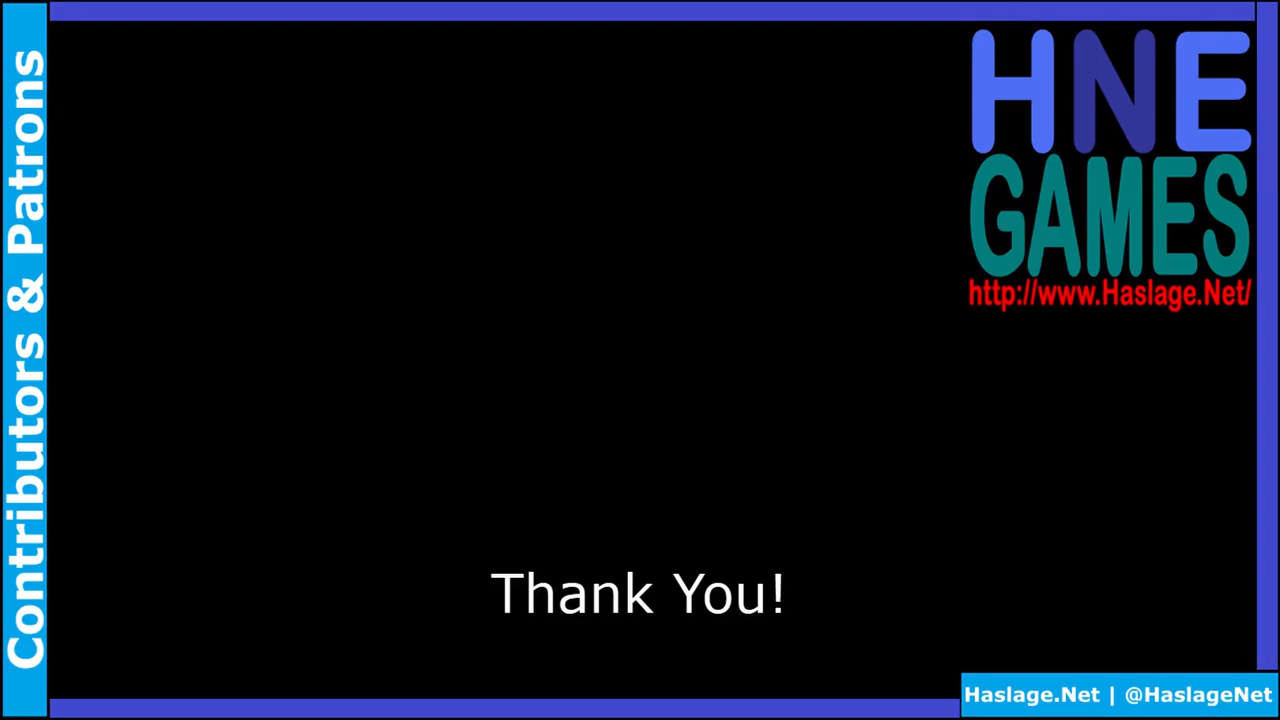 Contributors & Patrons
HNE
GAMES
http://www.Haslage.Net/
Thank You!
Haslage.Net | @HaslageNet